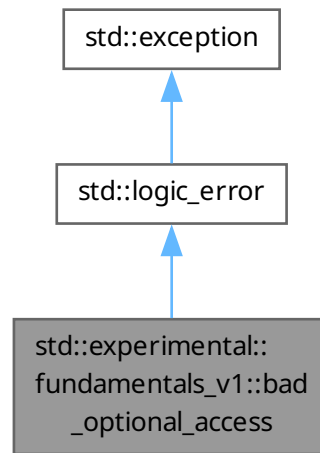 std::exception
std::logic_error
std::experimental::
fundamentals_v1::bad
_optional_access